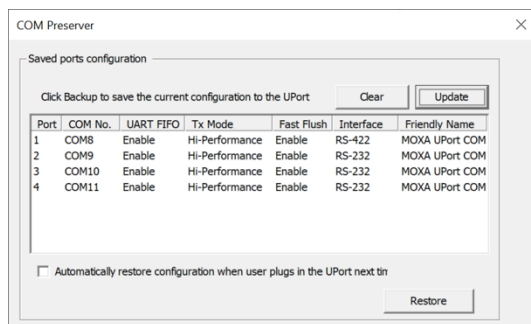 COM Preserver
Saved ports configuration
Click Backup to save the current configuration to the UPort Clear Update
Port COM No. UART FIFO Tx Mode Fast Flush Interface Friendly Name
1 COM8 Enable Hi-Performance Enable RS-422 MOXA UPort COM
2 COM9 Enable Hi-Performance Enable RS-232 MOXA UPort COM
3 COM10 Enable Hi-Performance Enable RS-232 MOXA UPort COM
4 COM11 Enable Hi-Performance Enable RS-232 MOXA UPort COM
Automatically restore configuration when user plugs in the UPort next tim
Restore